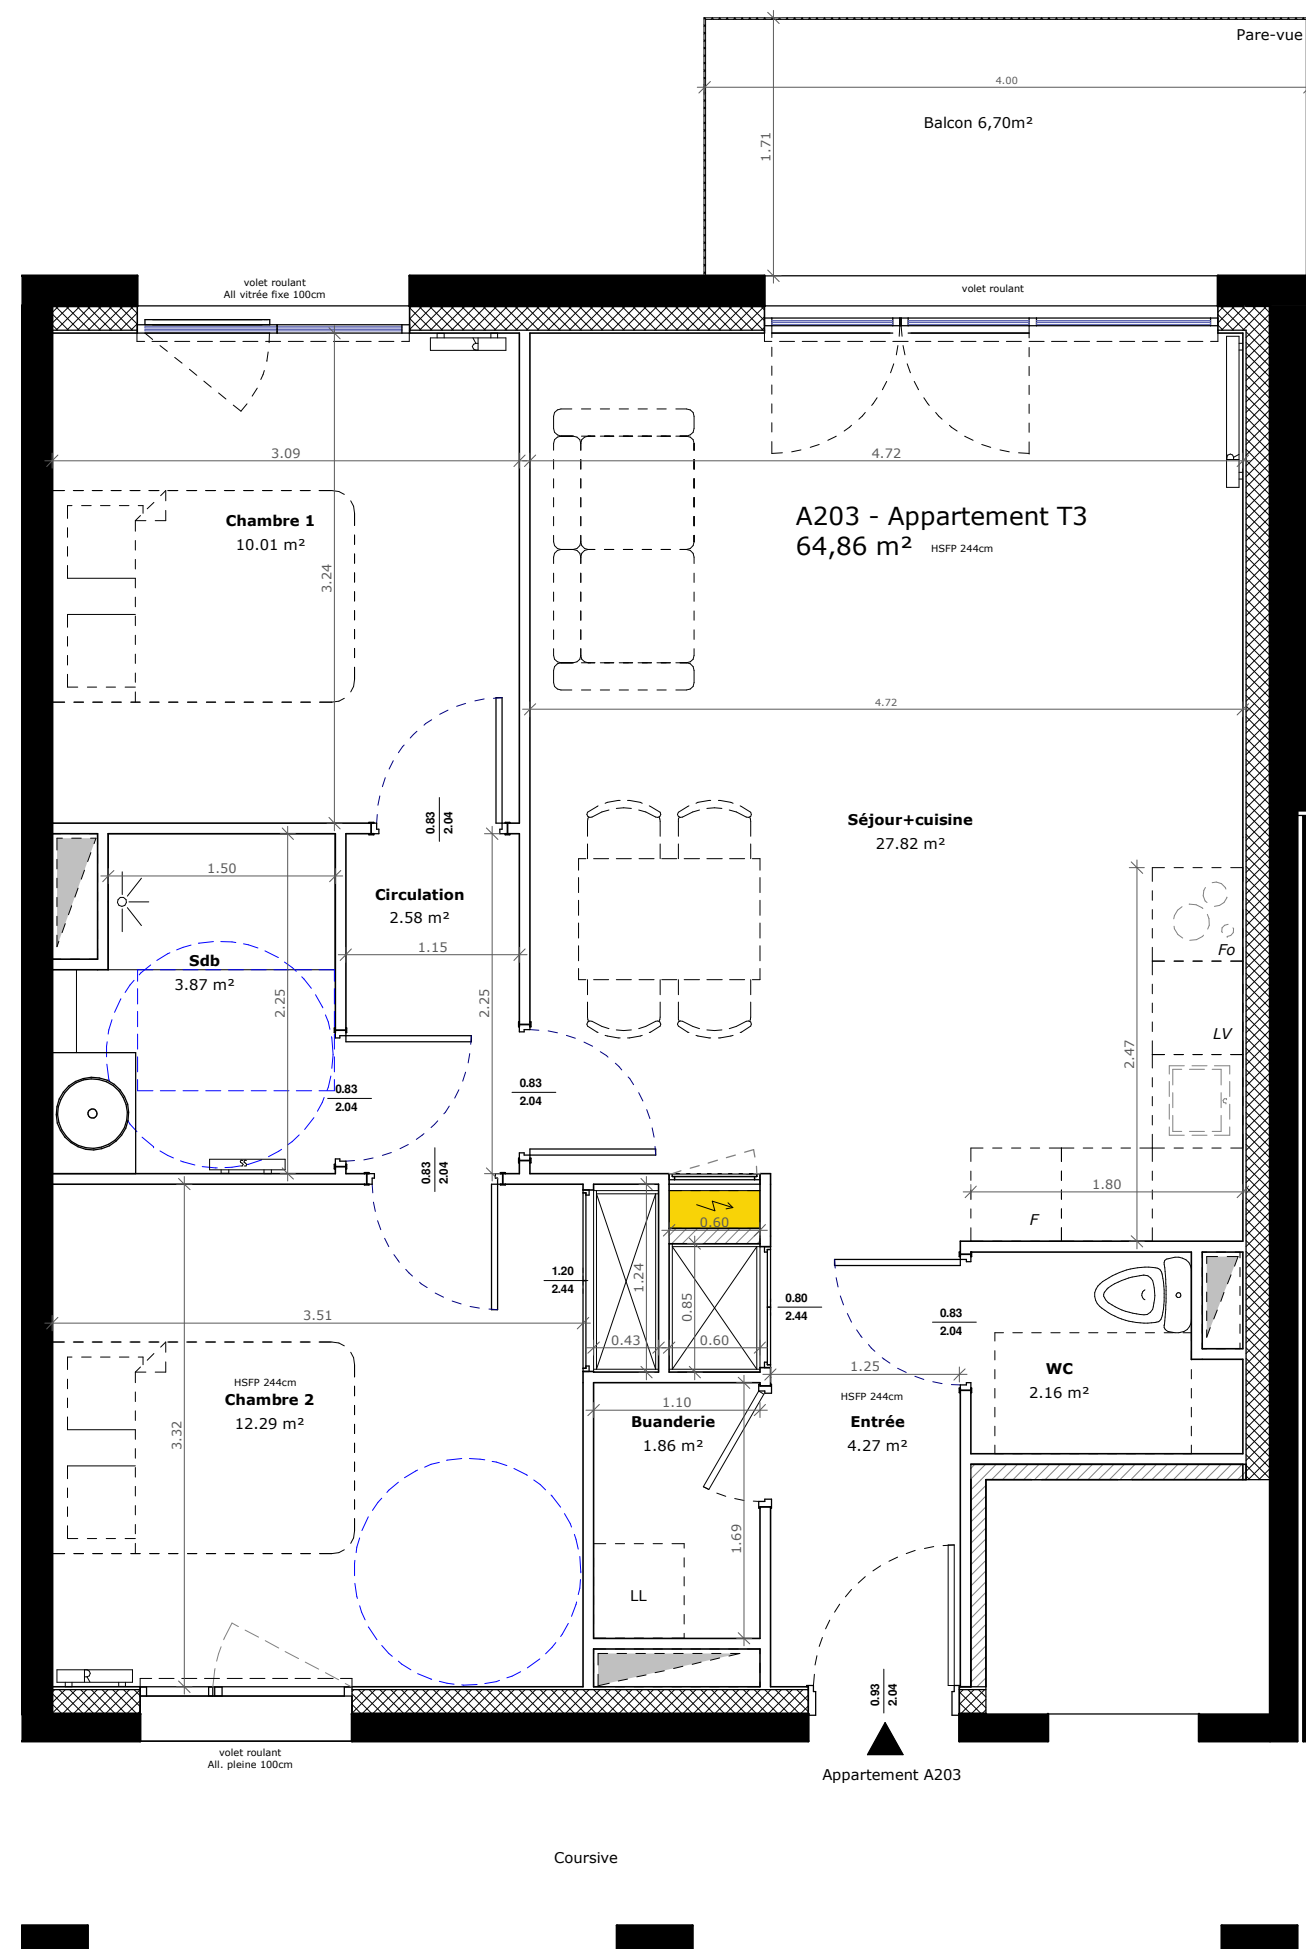 Pare-vue
4.00
Balcon 6,70m²
1.71
volet roulant
All vitrée fixe 100cm
volet roulant
R
R
3.09
4.72
Chambre 1
10.01 m²
3.24
A203 - Appartement T3
64,86 m² HSFP 244cm
4.72
0.83
2.04
Séjour+cuisine
27.82 m²
1.50
Circulation
2.58 m²
1.15
Fo
Sdb
3.87 m²
2.25
2.25
LV
2.47
0.83
2.04
0.83
2.04
0.83
2.04
SS
1.80
F
0.60
1.20
2.44
1.24
0.85
0.80
2.44
0.83
2.04
3.51
0.43
0.60
1.25
WC
2.16 m²
HSFP 244cm
Chambre 2
12.29 m²
3.32
1.10
Buanderie
1.86 m²
HSFP 244cm
Entrée
4.27 m²
1.69
LL
R
0.93
2.04
volet roulant
All. pleine 100cm
Appartement A203
Coursive